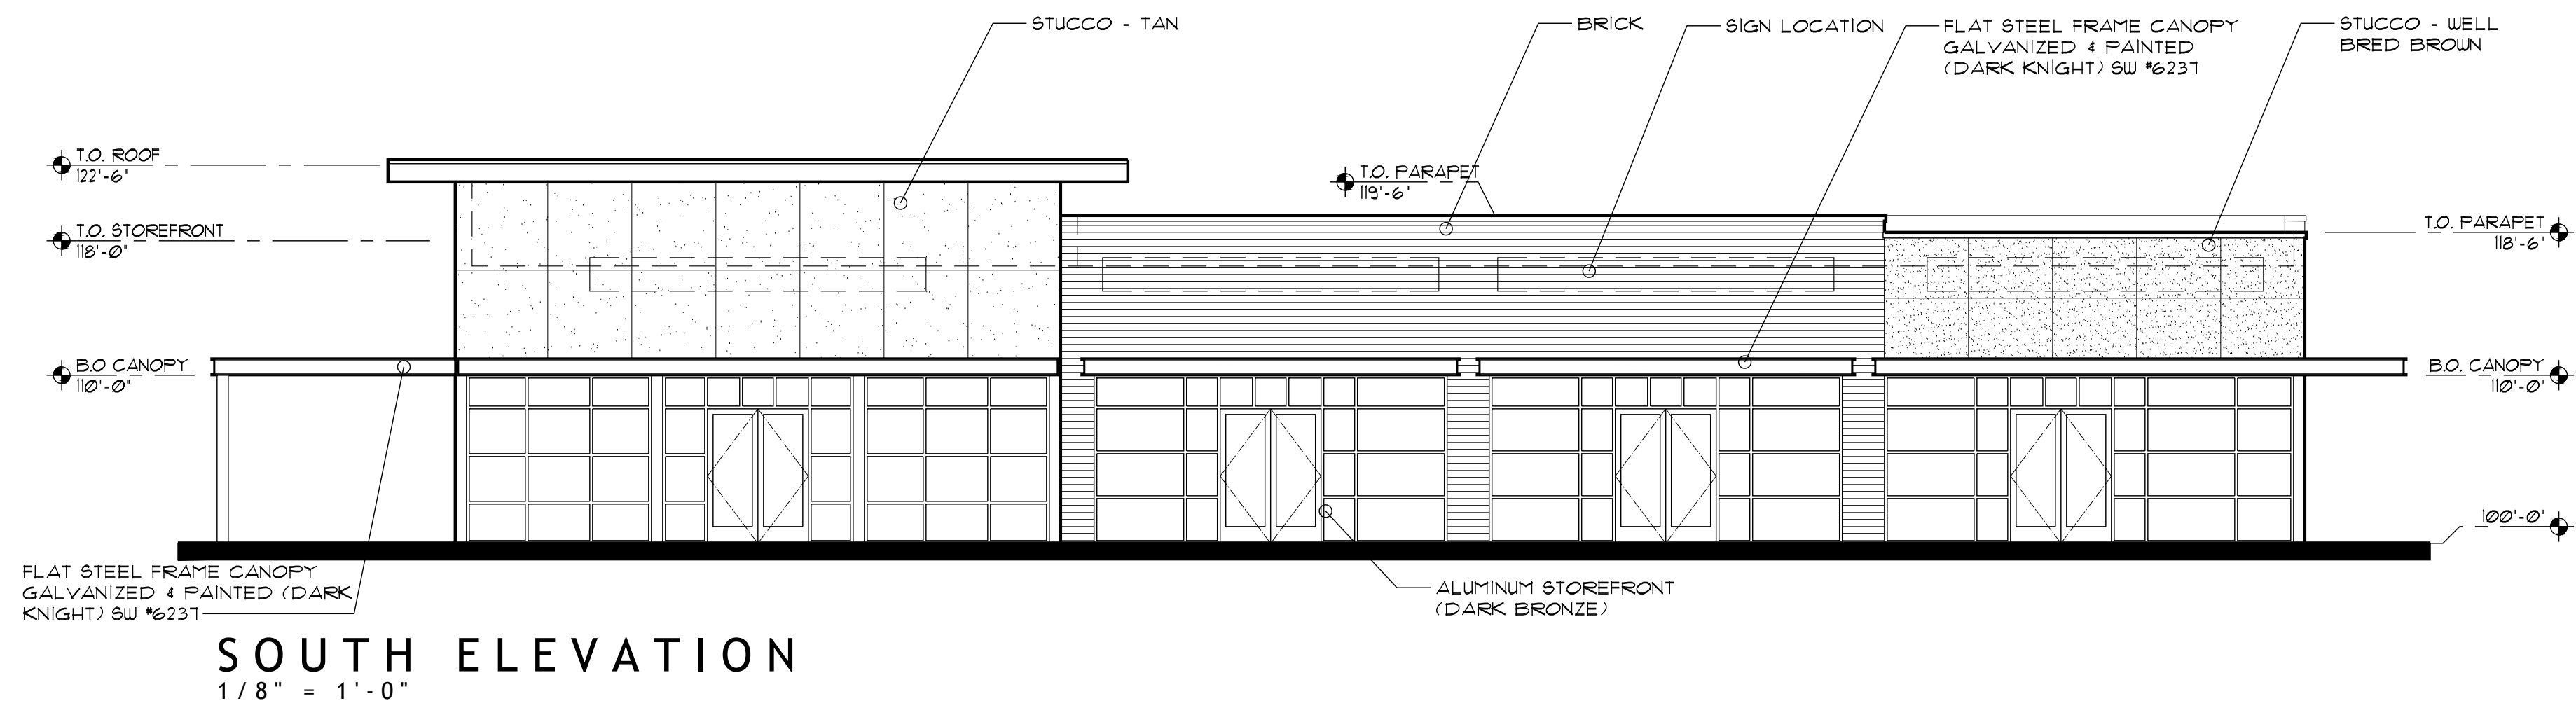 STUCCO - TAN
BRICK
SIGN LOCATION
FLAT STEEL FRAME CANOPY
GALVANIZED & PAINTED
(DARK KNIGHT) SW #6237
STUCCO - WELL
BRED BROWN
T.O. ROOF
122'-6"
T.O. STOREFRONT
118'-0"
B.O CANOPY
110'-0"
T.O. PARAPET
119'-6"
T.O. PARAPET
118'-6"
B.O. CANOPY
110'-0"
100'-0"
FLAT STEEL FRAME CANOPY
GALVANIZED & PAINTED (DARK
KNIGHT) SW #6237
ALUMINUM STOREFRONT
(DARK BRONZE)
SOUTH ELEVATION
1/8" = 1'-0"